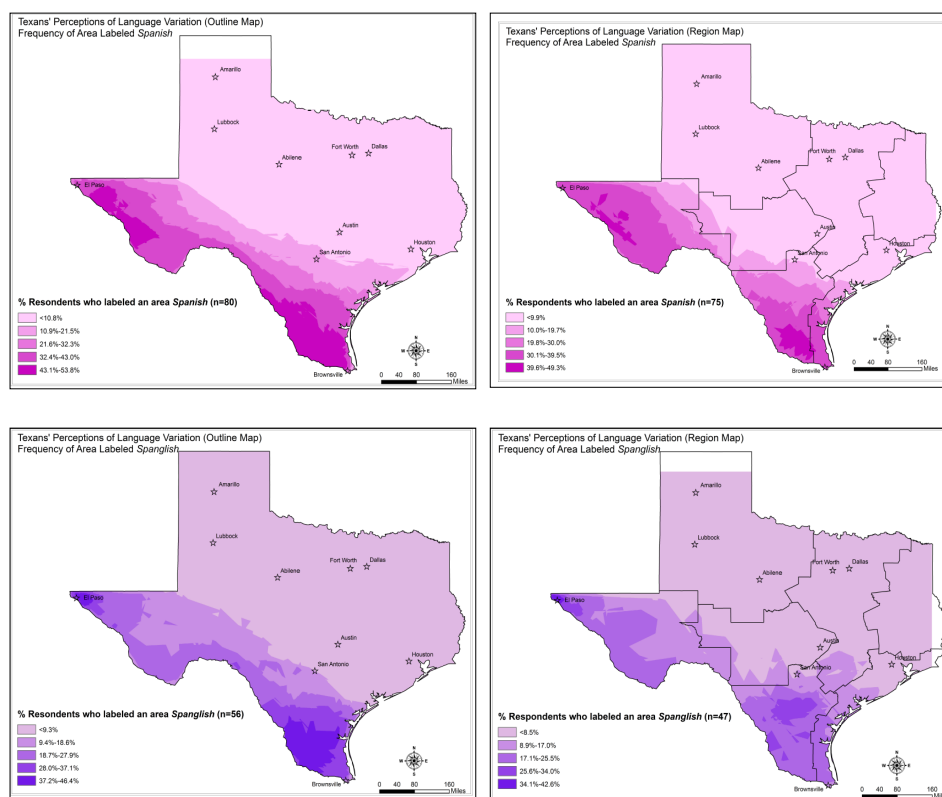 Texans' Perceptions of Language Variation (Outline Map)
Frequency of Area Labeled Spanish
Amarillo
Lubbock
Fort Worth
Dallas
Abilene
El Paso
Austin
Houston
San Antonio
% Resondents who labeled an area Spanish (n=80)
<10.8%
10.9%-21.5%
21.6%-32.3%
32.4%-43.0%
43.1%-53.8%
N
W
E
S
Brownsville
0 40 80 160
Miles
Texans' Perceptions of Language Variation (Region Map)
Frequency of Area Labeled Spanish
Amarillo
Lubbock
Fort Worth
Dallas
Abilene
El Paso
Austin
Houston
San Antonio
% Respondents who labeled an area Spanish (n=75)
<9.9%
10.0%-19.7%
19.8%-30.0%
30.1%-39.5%
39.6%-49.3%
N
W
E
S
Brownsville
0 40 80 160
Miles
Texans' Perceptions of Language Variation (Outline Map)
Frequency of Area Labeled Spanglish
Amarillo
Lubbock
Fort Worth
Dallas
Abilene
El Paso
Austin
Houston
San Antonio
% Resondents who labeled an area Spanglish (n=56)
<9.3%
9.4%-18.6%
18.7%-27.9%
28.0%-37.1%
37.2%-46.4%
N
W
E
S
Brownsville
0 40 80 160
Miles
Texans' Perceptions of Language Variation (Region Map)
Frequency of Area Labeled Spanglish
Amarillo
Lubbock
Fort Worth
Dallas
Abilene
El Paso
Austin
Houston
San Antonio
% Respondents who labeled an area Spanglish (n=47)
<8.5%
8.9%-17.0%
17.1%-25.5%
25.6%-34.0%
34.1%-42.6%
N
W
E
S
Brownsville
0 40 80 160